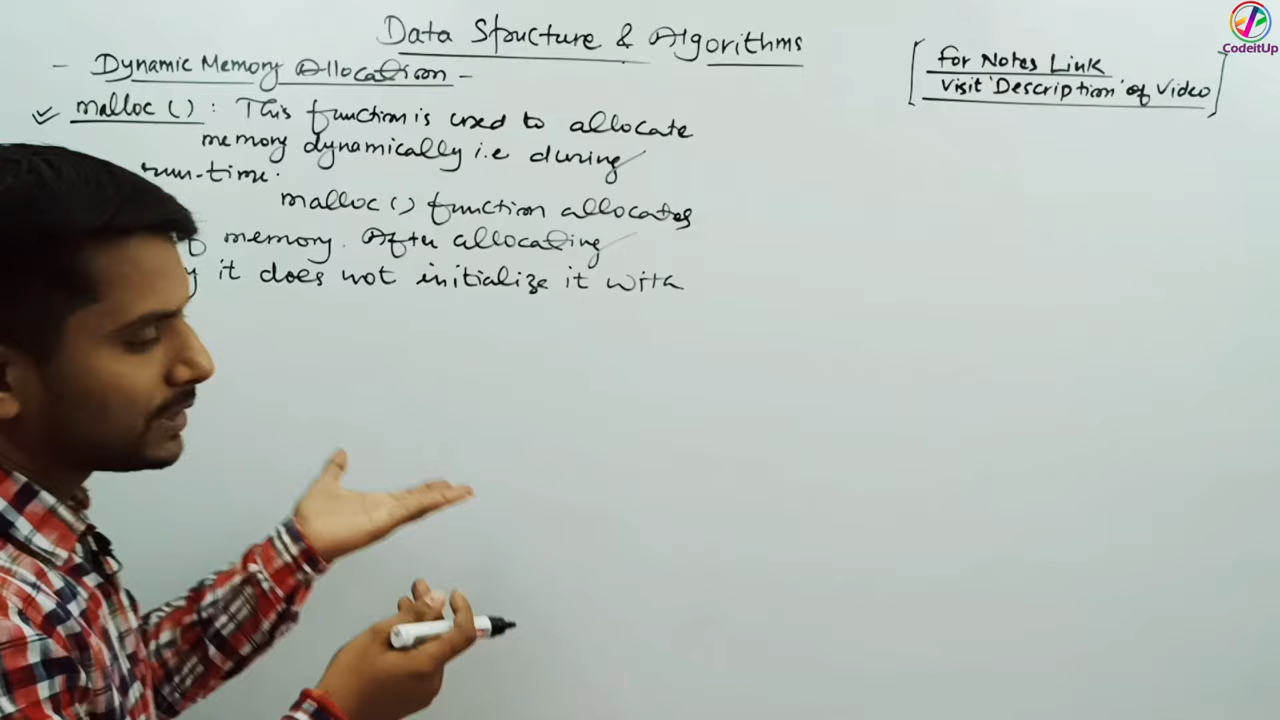 Data Structure & Algorithms
- Dynamic Memory Allocation -
malloc () : This function is used to allocate
memory dynamically i.e during
run-time.
malloc () function allocates
of memory. After allocating
y it does not initialize it with
[For Notes Link
Visit 'Description' of Video]
CodeitUp